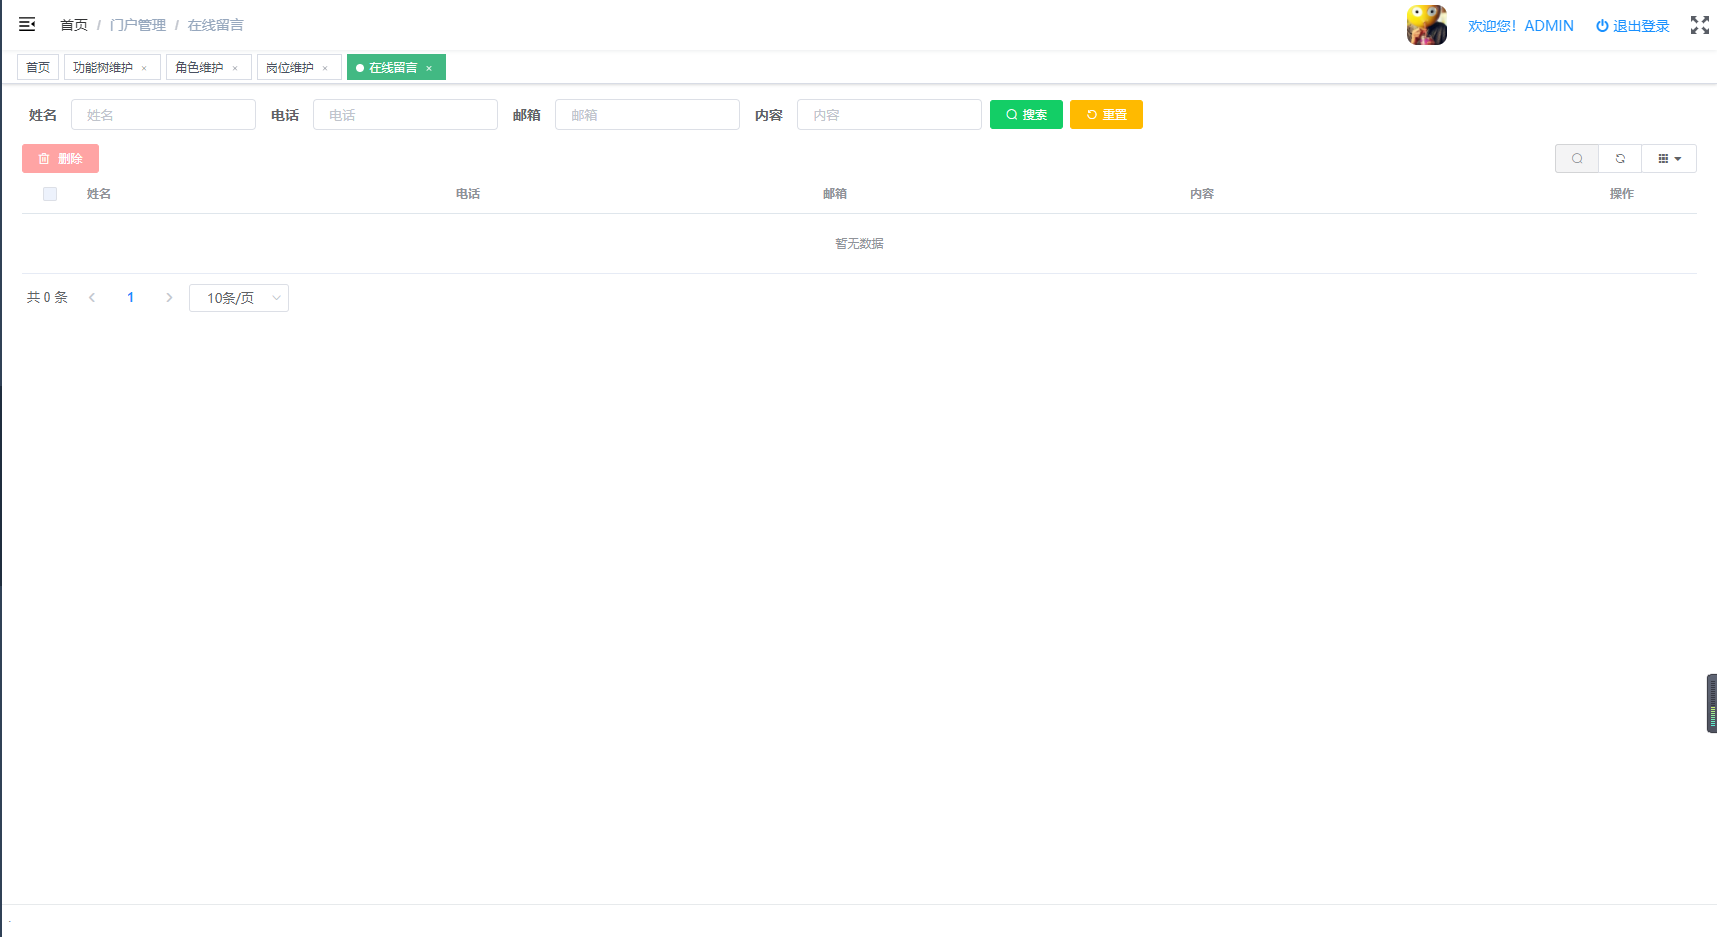 首页 / 门户管理 / 在线留言
欢迎您！ADMIN 退出登录
首页 功能树维护 × 角色维护 × 岗位维护 × 在线留言 ×
姓名 姓名 电话 电话 邮箱 邮箱 内容 内容 搜索 重置
删除
姓名 电话 邮箱 内容 操作
暂无数据
共 0 条 1 10条/页